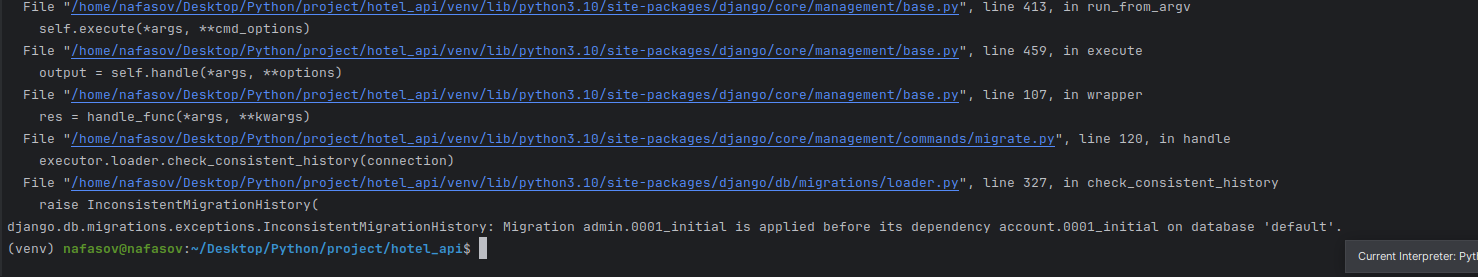 File "/home/nafasov/Desktop/Python/project/hotel_api/venv/lib/python3.10/site-packages/django/core/management/base.py", line 413, in run_from_argv
self.execute(*args, **cmd_options)
File "/home/nafasov/Desktop/Python/project/hotel_api/venv/lib/python3.10/site-packages/django/core/management/base.py", line 459, in execute
output = self.handle(*args, **options)
File "/home/nafasov/Desktop/Python/project/hotel_api/venv/lib/python3.10/site-packages/django/core/management/base.py", line 107, in wrapper
res = handle_func(*args, **kwargs)
File "/home/nafasov/Desktop/Python/project/hotel_api/venv/lib/python3.10/site-packages/django/core/management/commands/migrate.py", line 120, in handle
executor.loader.check_consistent_history(connection)
File "/home/nafasov/Desktop/Python/project/hotel_api/venv/lib/python3.10/site-packages/django/db/migrations/loader.py", line 327, in check_consistent_history
raise InconsistentMigrationHistory(
django.db.migrations.exceptions.InconsistentMigrationHistory: Migration admin.0001_initial is applied before its dependency account.0001_initial on database 'default'.
(venv) nafasov@nafasov:~/Desktop/Python/project/hotel_api$
Current Interpreter: